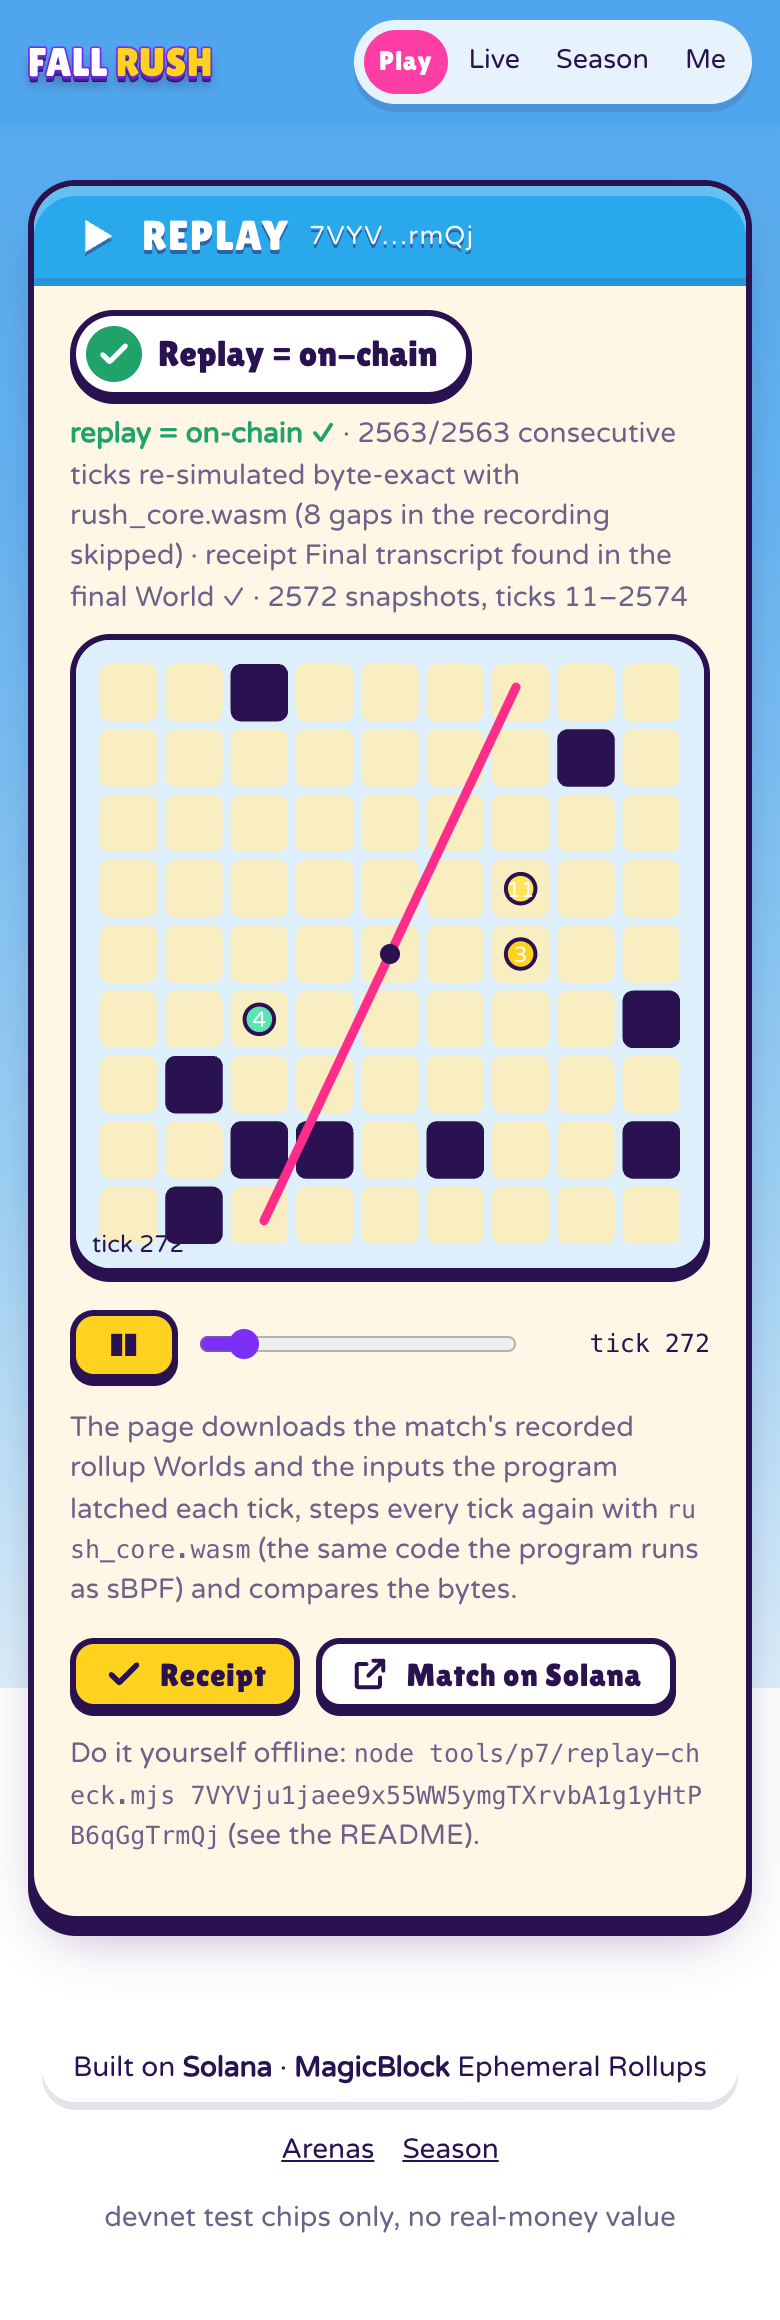 FALL RUSH
Play Live Season Me
REPLAY 7VYV…rmQj
Replay = on-chain
replay = on-chain ✓ · 2563/2563 consecutive
ticks re-simulated byte-exact with
rush_core.wasm (8 gaps in the recording
skipped) · receipt Final transcript found in the
final World ✓ · 2572 snapshots, ticks 11–2574
11
3
4
tick 272
tick 272
The page downloads the match's recorded
rollup Worlds and the inputs the program
latched each tick, steps every tick again with ru
sh_core.wasm (the same code the program runs
as sBPF) and compares the bytes.
Receipt Match on Solana
Do it yourself offline: node tools/p7/replay-ch
eck.mjs 7VYVju1jaee9x55WW5ymgTXrvbA1g1yHtP
B6qGgTrmQj (see the README).
Built on Solana · MagicBlock Ephemeral Rollups
Arenas Season
devnet test chips only, no real-money value